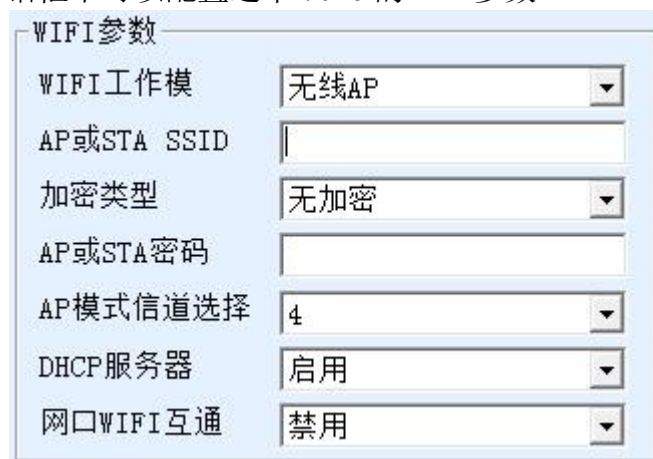 WIFI参数
WIFI工作模 无线AP
AP或STA SSID
加密类型 无加密
AP或STA密码
AP模式信道选择 4
DHCP服务器 启用
网口WIFI互通 禁用